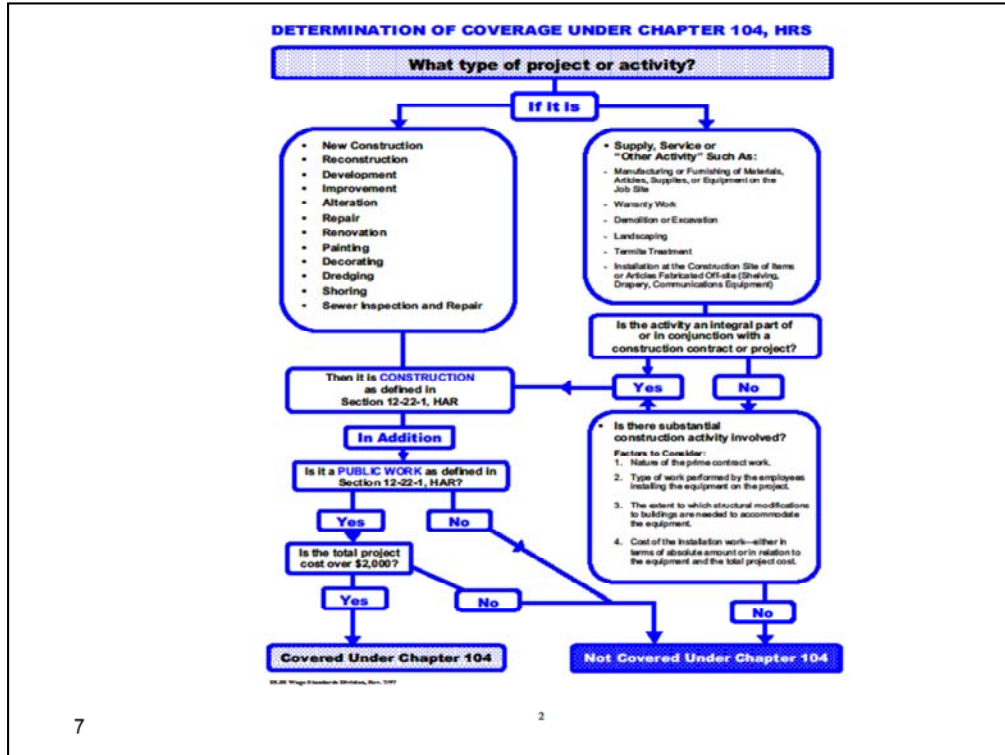 DETERMINATION OF COVERAGE UNDER CHAPTER 104, HRS
What type of project or activity?
If it is
• New Construction
• Reconstruction
• Development
• Improvement
• Alteration
• Repair
• Renovation
• Painting
• Decorating
• Dredging
• Shoring
• Sewer Inspection and Repair
• Supply, Service or
"Other Activity" Such As:
- Manufacturing or Furnishing of Materials,
Articles, Supplies, or Equipment on the
Job Site
- Warranty Work
- Demolition or Excavation
- Landscaping
- Termite Treatment
- Installation at the Construction Site of Items
or Articles Fabricated Off-site (Shelving,
Drapery, Communications Equipment)
Is the activity an integral part of
or in conjunction with a
construction contract or project?
Yes
No
Then it is CONSTRUCTION
as defined in
Section 12-22-1, HAR
In Addition
Is it a PUBLIC WORK as defined in
Section 12-22-1, HAR?
Yes
No
Is the total project
cost over $2,000?
Yes
No
• Is there substantial
construction activity involved?
Factors to Consider:
1. Nature of the prime contract work.
2. Type of work performed by the employees
installing the equipment on the project.
3. The extent to which structural modifications
to buildings are needed to accommodate
the equipment.
4. Cost of the installation work—either in
terms of absolute amount or in relation to
the equipment and the total project cost.
No
Covered Under Chapter 104
Not Covered Under Chapter 104
DLIR Wage Standards Division, Rev. 7/97
2
7